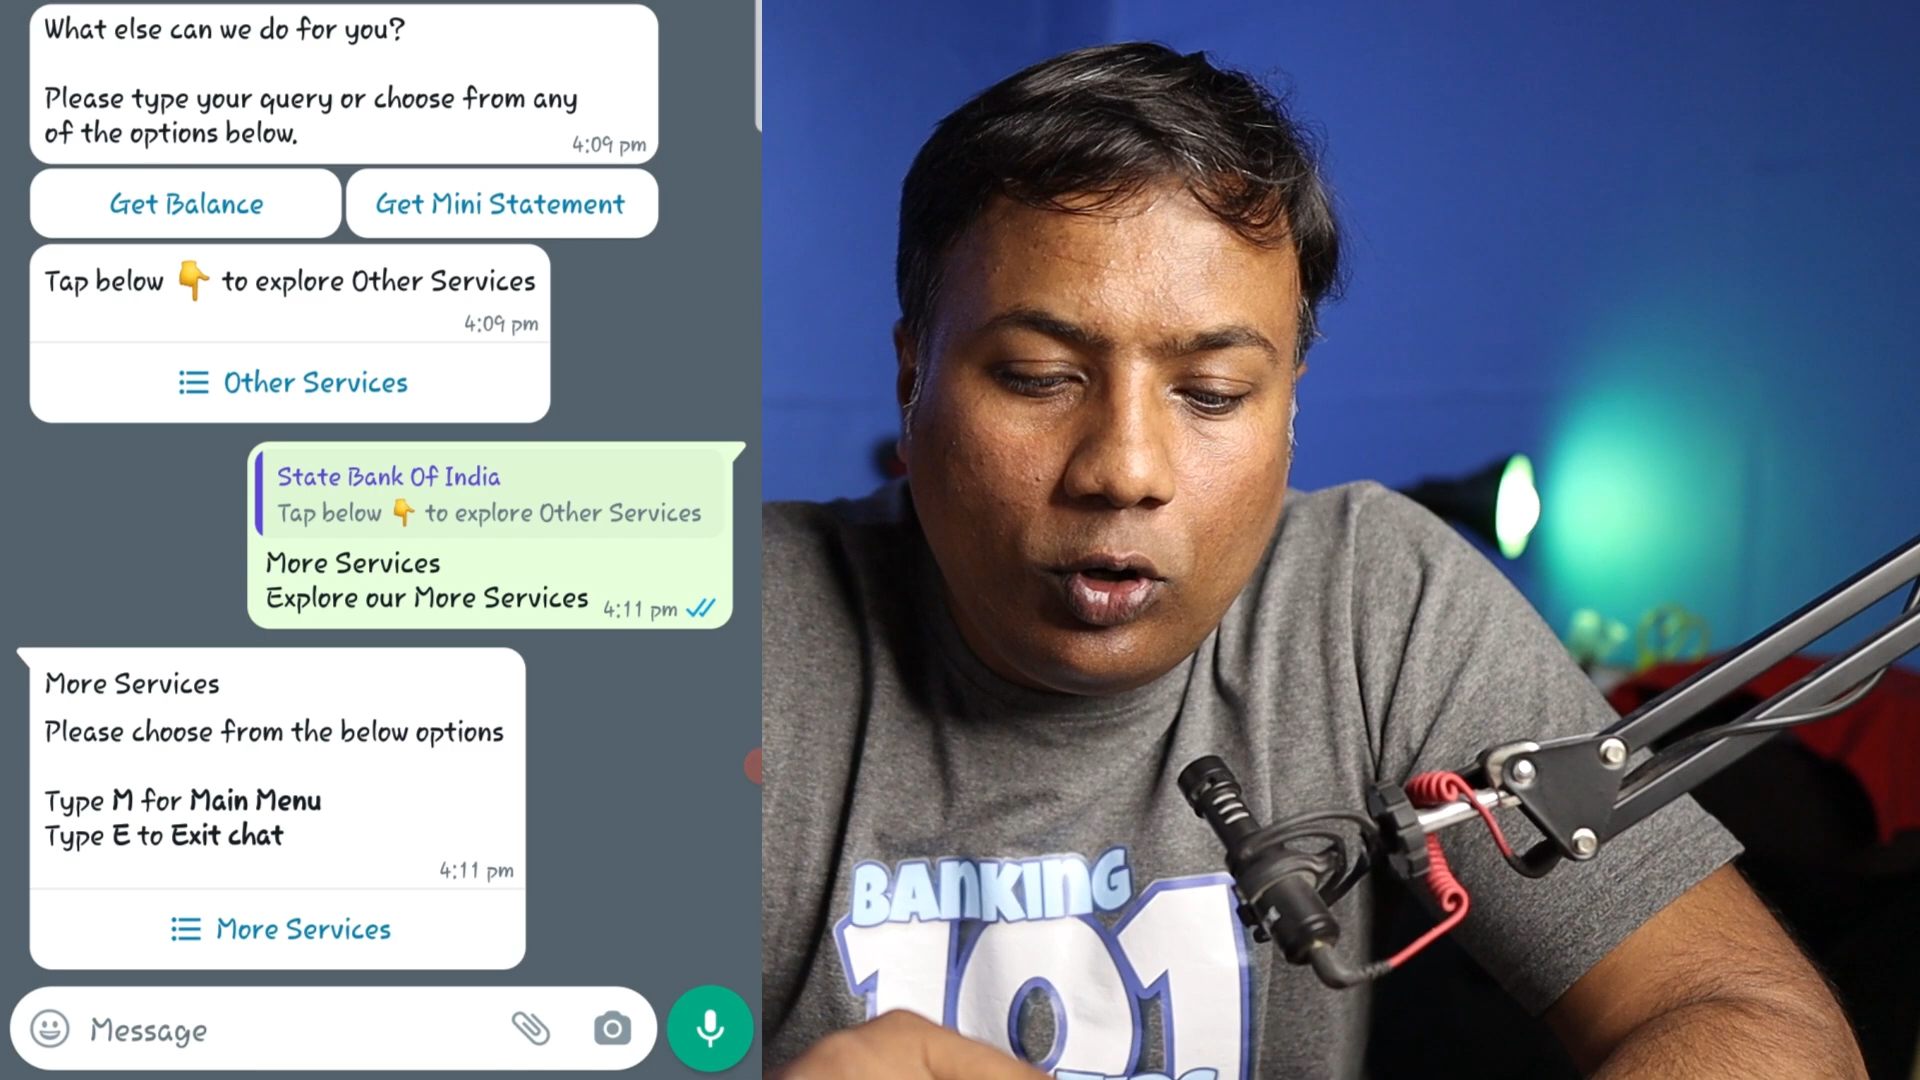 What else can we do for you?
Please type your query or choose from any
of the options below.
4:09 pm
Get Balance
Get Mini Statement
Tap below 👇 to explore Other Services
4:09 pm
Other Services
State Bank Of India
Tap below 👇 to explore Other Services
More Services
Explore our More Services
4:11 pm
More Services
Please choose from the below options
Type M for Main Menu
Type E to Exit chat
4:11 pm
More Services
Message
BANKING
101